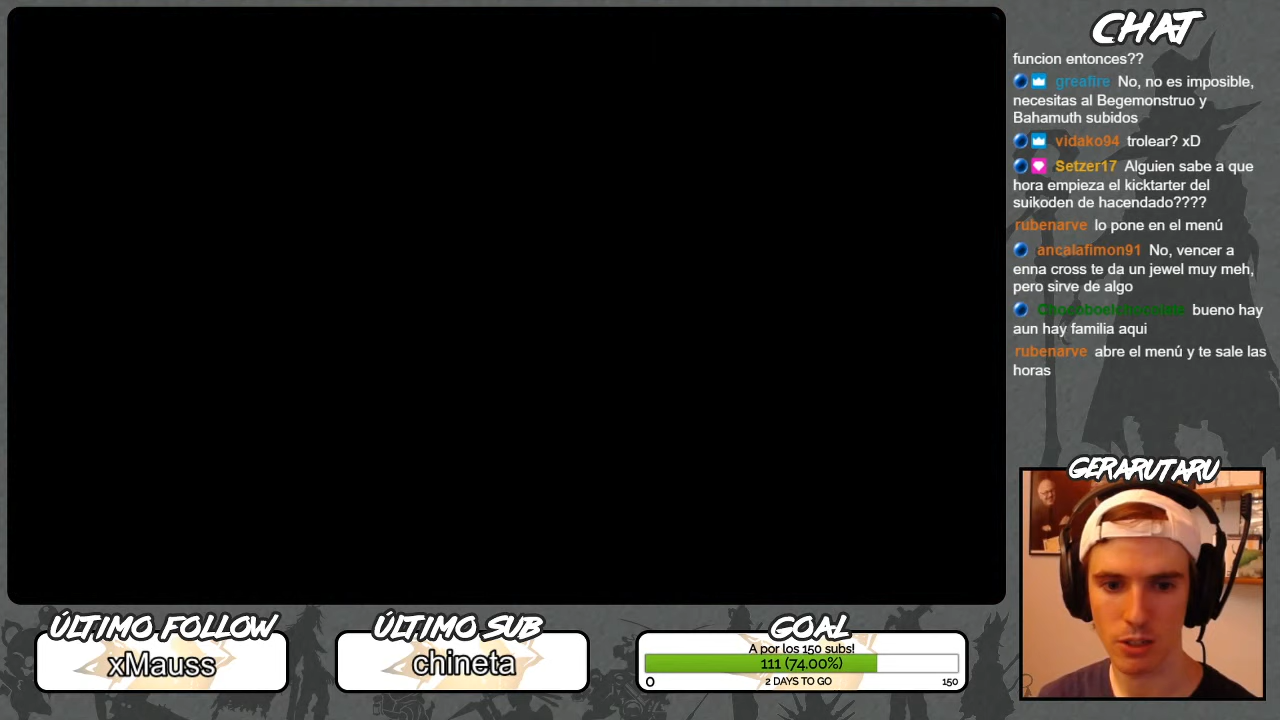 CHAT
funcion entonces??
greafire No, no es imposible,
necesitas al Begemonstruo y
Bahamuth subidos
vidako94 trolear? xD
Setzer17 Alguien sabe a que
hora empieza el kicktarter del
suikoden de hacendado????
rubenarve lo pone en el menú
ancalafimon91 No, vencer a
enna cross te da un jewel muy meh,
pero sirve de algo
bueno hay
aun hay familia aqui
rubenarve abre el menú y te sale las
horas
GERARUTARU
ÚLTIMO FOLLOW
xMauss
ÚLTIMO SUB
chineta
GOAL
A por los 150 subs!
111 (74.00%)
0 2 DAYS TO GO 150